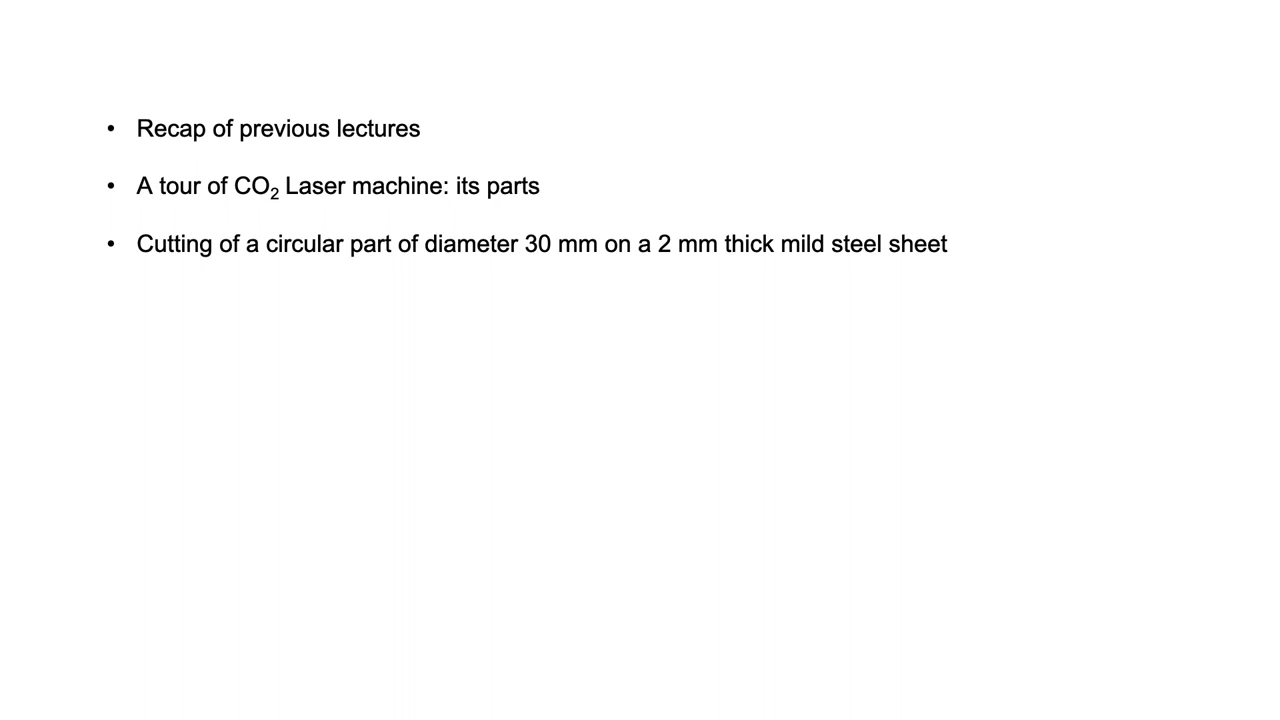 • Recap of previous lectures
• A tour of CO₂ Laser machine: its parts
• Cutting of a circular part of diameter 30 mm on a 2 mm thick mild steel sheet